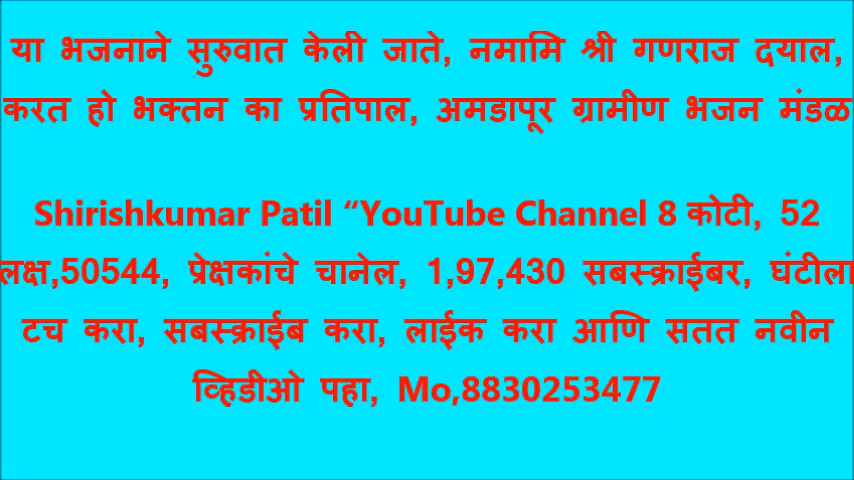 या भजनाने सुरुवात केली जाते, नमामि श्री गणराज दयाल,
करत हो भक्तन का प्रतिपाल, अमडापूर ग्रामीण भजन मंडळ
Shirishkumar Patil “YouTube Channel 8 कोटी, 52
लक्ष,50544, प्रेक्षकांचे चानेल, 1,97,430 सबस्क्राईबर, घंटीला
टच करा, सबस्क्राईब करा, लाईक करा आणि सतत नवीन
व्हिडीओ पहा, Mo,8830253477